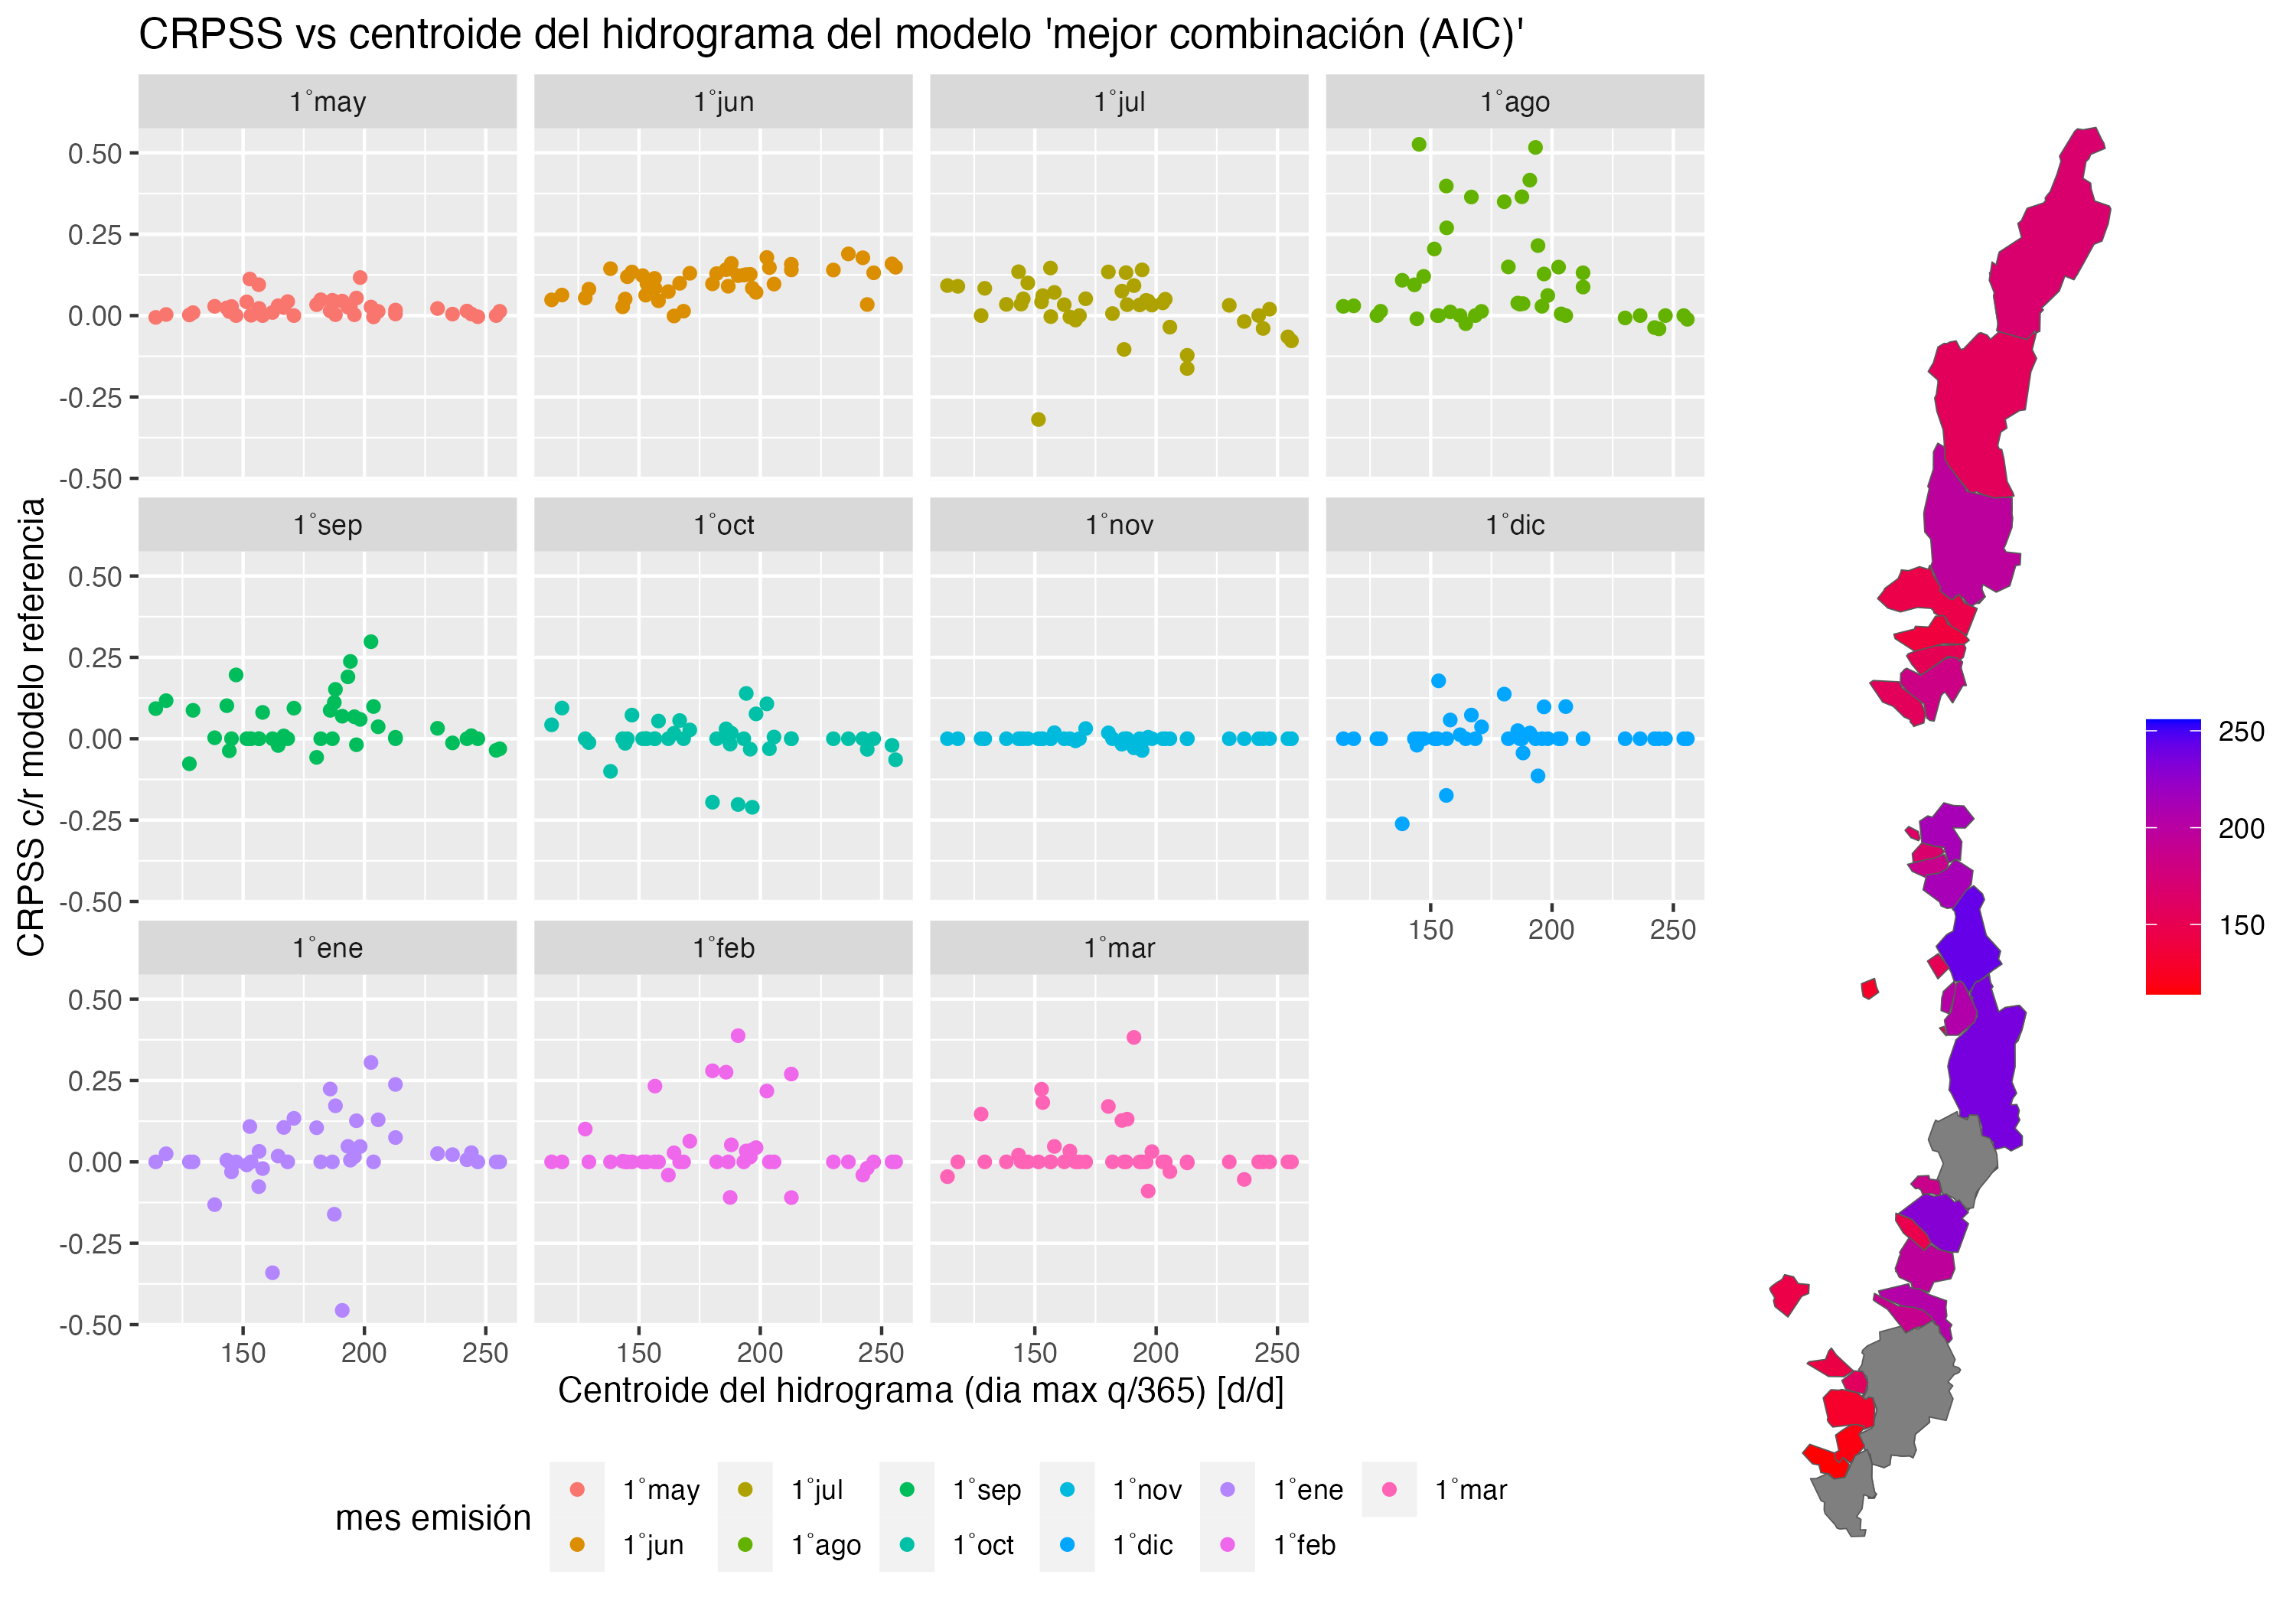 CRPSS vs centroide del hidrograma del modelo 'mejor combinación (AIC)'
1°may 1°jun 1°jul 1°ago
0.50
0.25
0.00
-0.25
-0.50
1°sep 1°oct 1°nov 1°dic
0.50
0.25
0.00
-0.25
-0.50
150 200 250
1°ene 1°feb 1°mar
0.50
0.25
0.00
-0.25
-0.50
150 200 250 150 200 250 150 200 250
CRPSS c/r modelo referencia
Centroide del hidrograma (dia max q/365) [d/d]
mes emisión
1°may 1°jul 1°sep 1°nov 1°ene 1°mar
1°jun 1°ago 1°oct 1°dic 1°feb
250
200
150